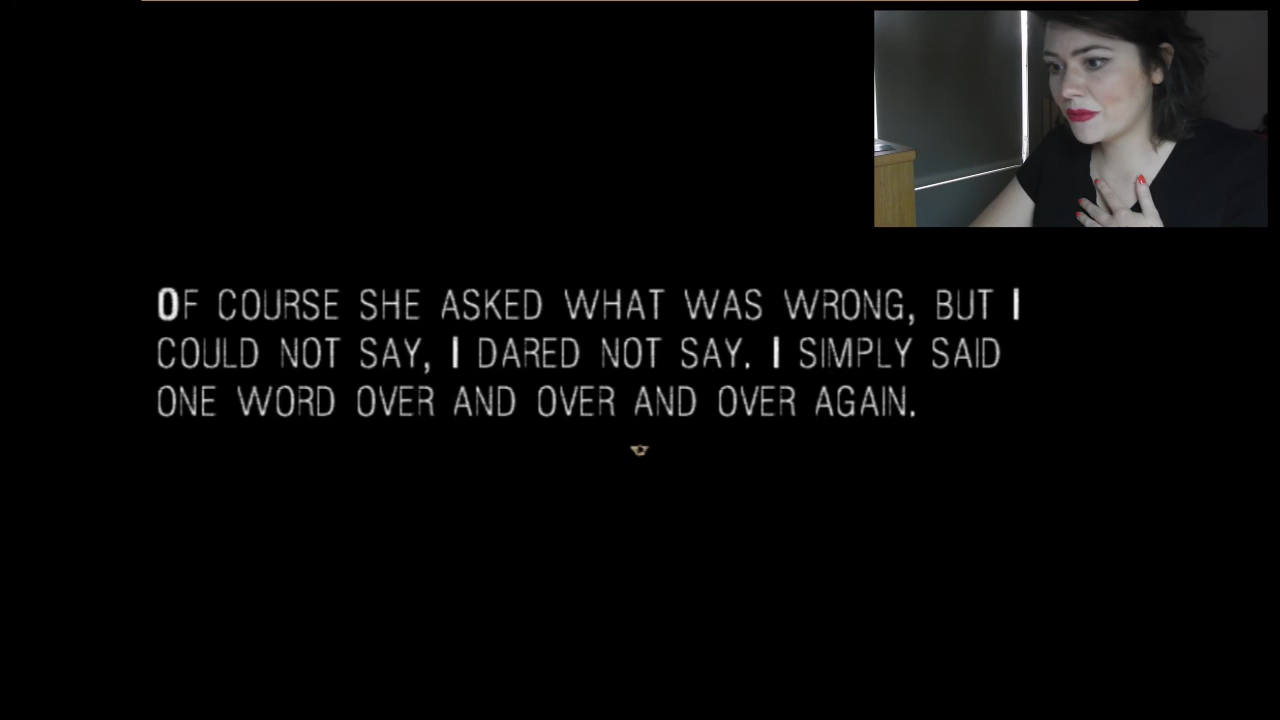 OF COURSE SHE ASKED WHAT WAS WRONG, BUT I
COULD NOT SAY, I DARED NOT SAY. I SIMPLY SAID
ONE WORD OVER AND OVER AND OVER AGAIN.